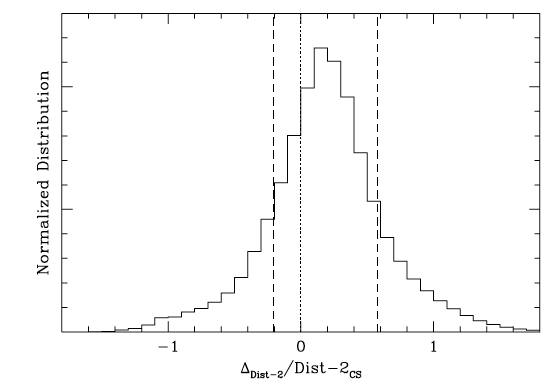 Normalized Distribution
−1 0 1
Δ_Dist−2/Dist−2_CS